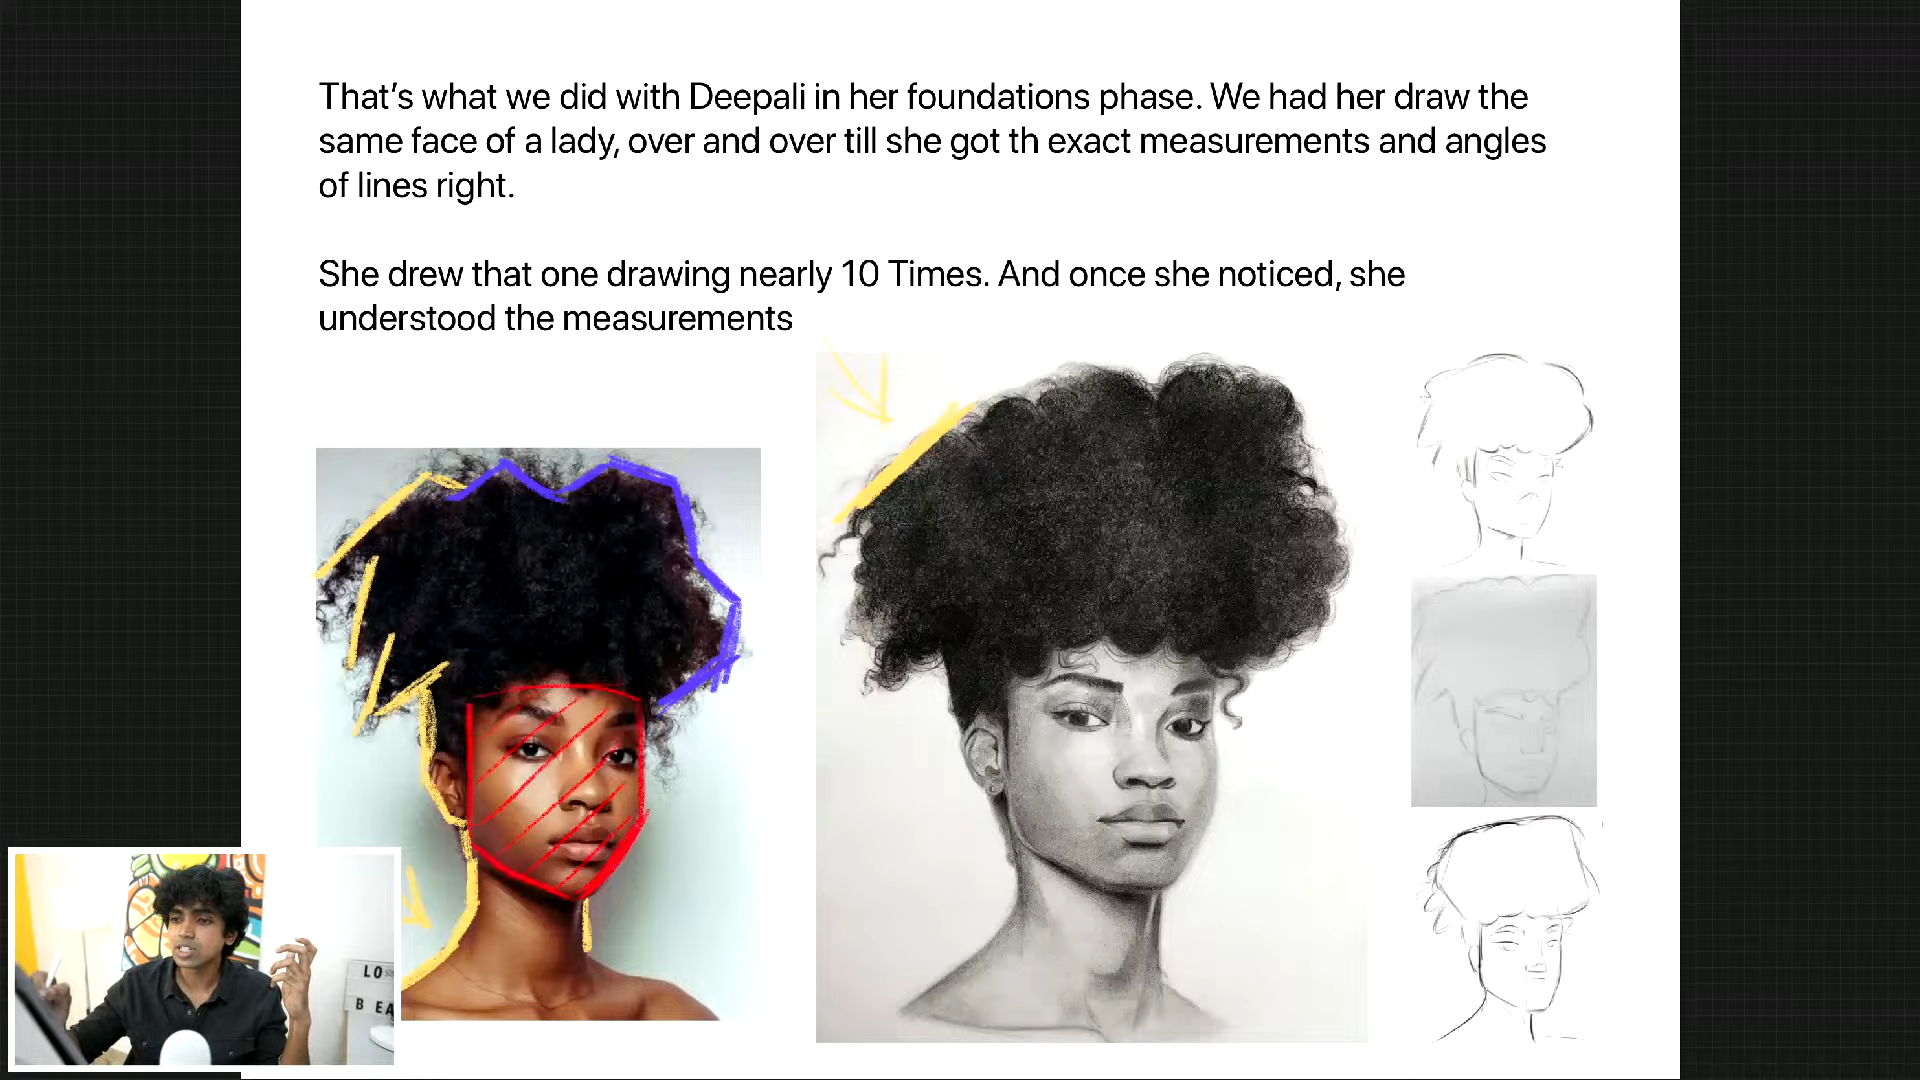 That's what we did with Deepali in her foundations phase. We had her draw the
same face of a lady, over and over till she got th exact measurements and angles
of lines right.
She drew that one drawing nearly 10 Times. And once she noticed, she
understood the measurements
LO
B EA